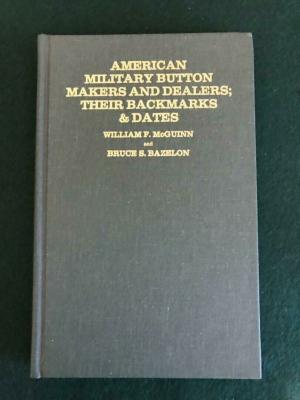 AMERICAN
MILITARY BUTTON
MAKERS AND DEALERS;
THEIR BACKMARKS
& DATES
WILLIAM F. McGUINN
and
BRUCE S. BAZELON